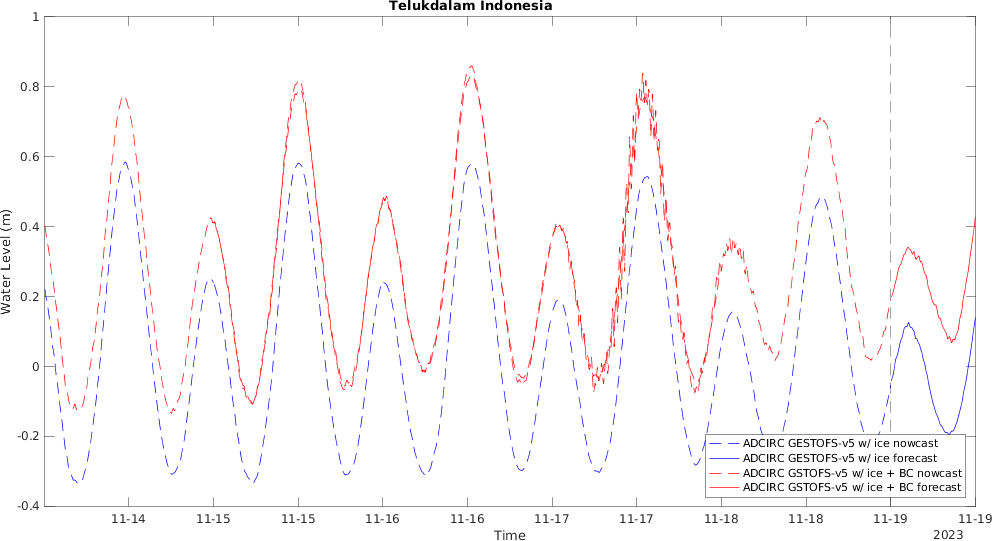 Telukdalam Indonesia
1
0.8
0.6
0.4
0.2
0
-0.2
-0.4
Water Level (m)
ADCIRC GESTOFS-v5 w/ ice nowcast
ADCIRC GESTOFS-v5 w/ ice forecast
ADCIRC GSTOFS-v5 w/ ice + BC nowcast
ADCIRC GSTOFS-v5 w/ ice + BC forecast
11-14 11-15 11-15 11-16 11-16 11-17 11-17 11-18 11-18 11-19 11-19
Time
2023